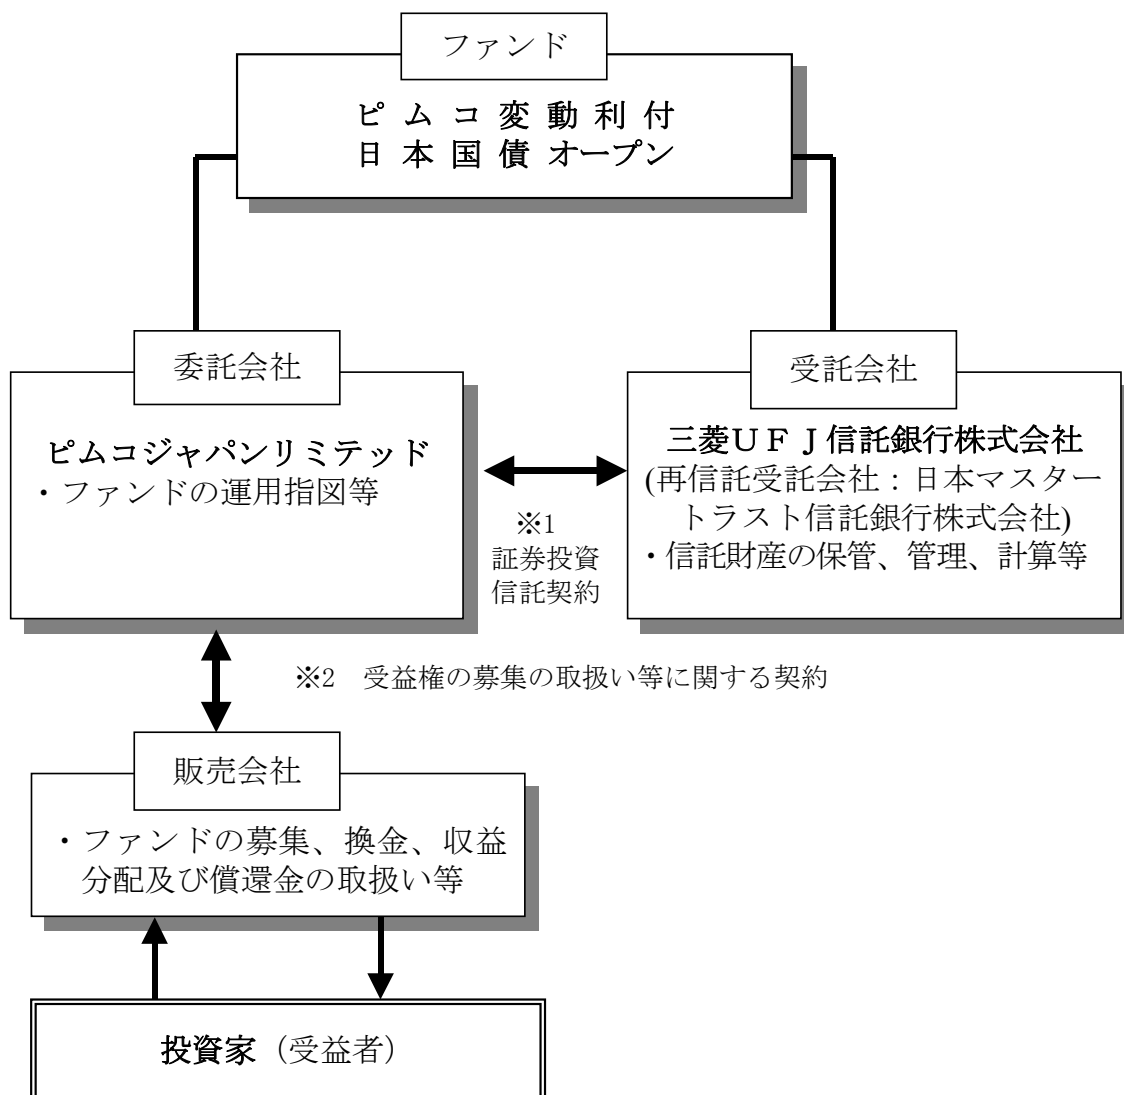 ファンド
ピムコ変動利付
日本国債オープン
委託会社
ピムコジャパンリミテッド
・ファンドの運用指図等
受託会社
三菱ＵＦＪ信託銀行株式会社
(再信託受託会社：日本マスター
トラスト信託銀行株式会社)
・信託財産の保管、管理、計算等
※1
証券投資
信託契約
※2　受益権の募集の取扱い等に関する契約
販売会社
・ファンドの募集、換金、収益
分配及び償還金の取扱い等
投資家（受益者）